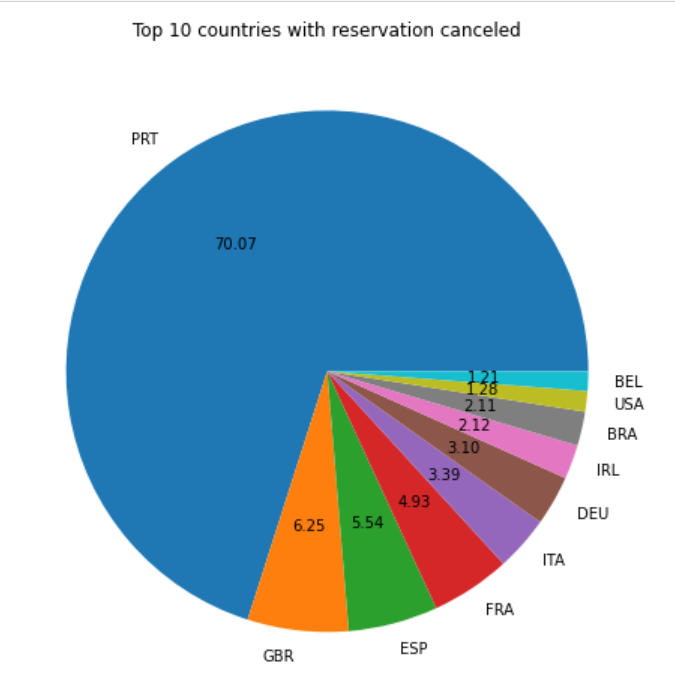 Top 10 countries with reservation canceled
PRT
70.07
1.21
BEL
1.28
USA
2.11
BRA
2.12
IRL
3.10
DEU
3.39
ITA
4.93
FRA
5.54
ESP
6.25
GBR